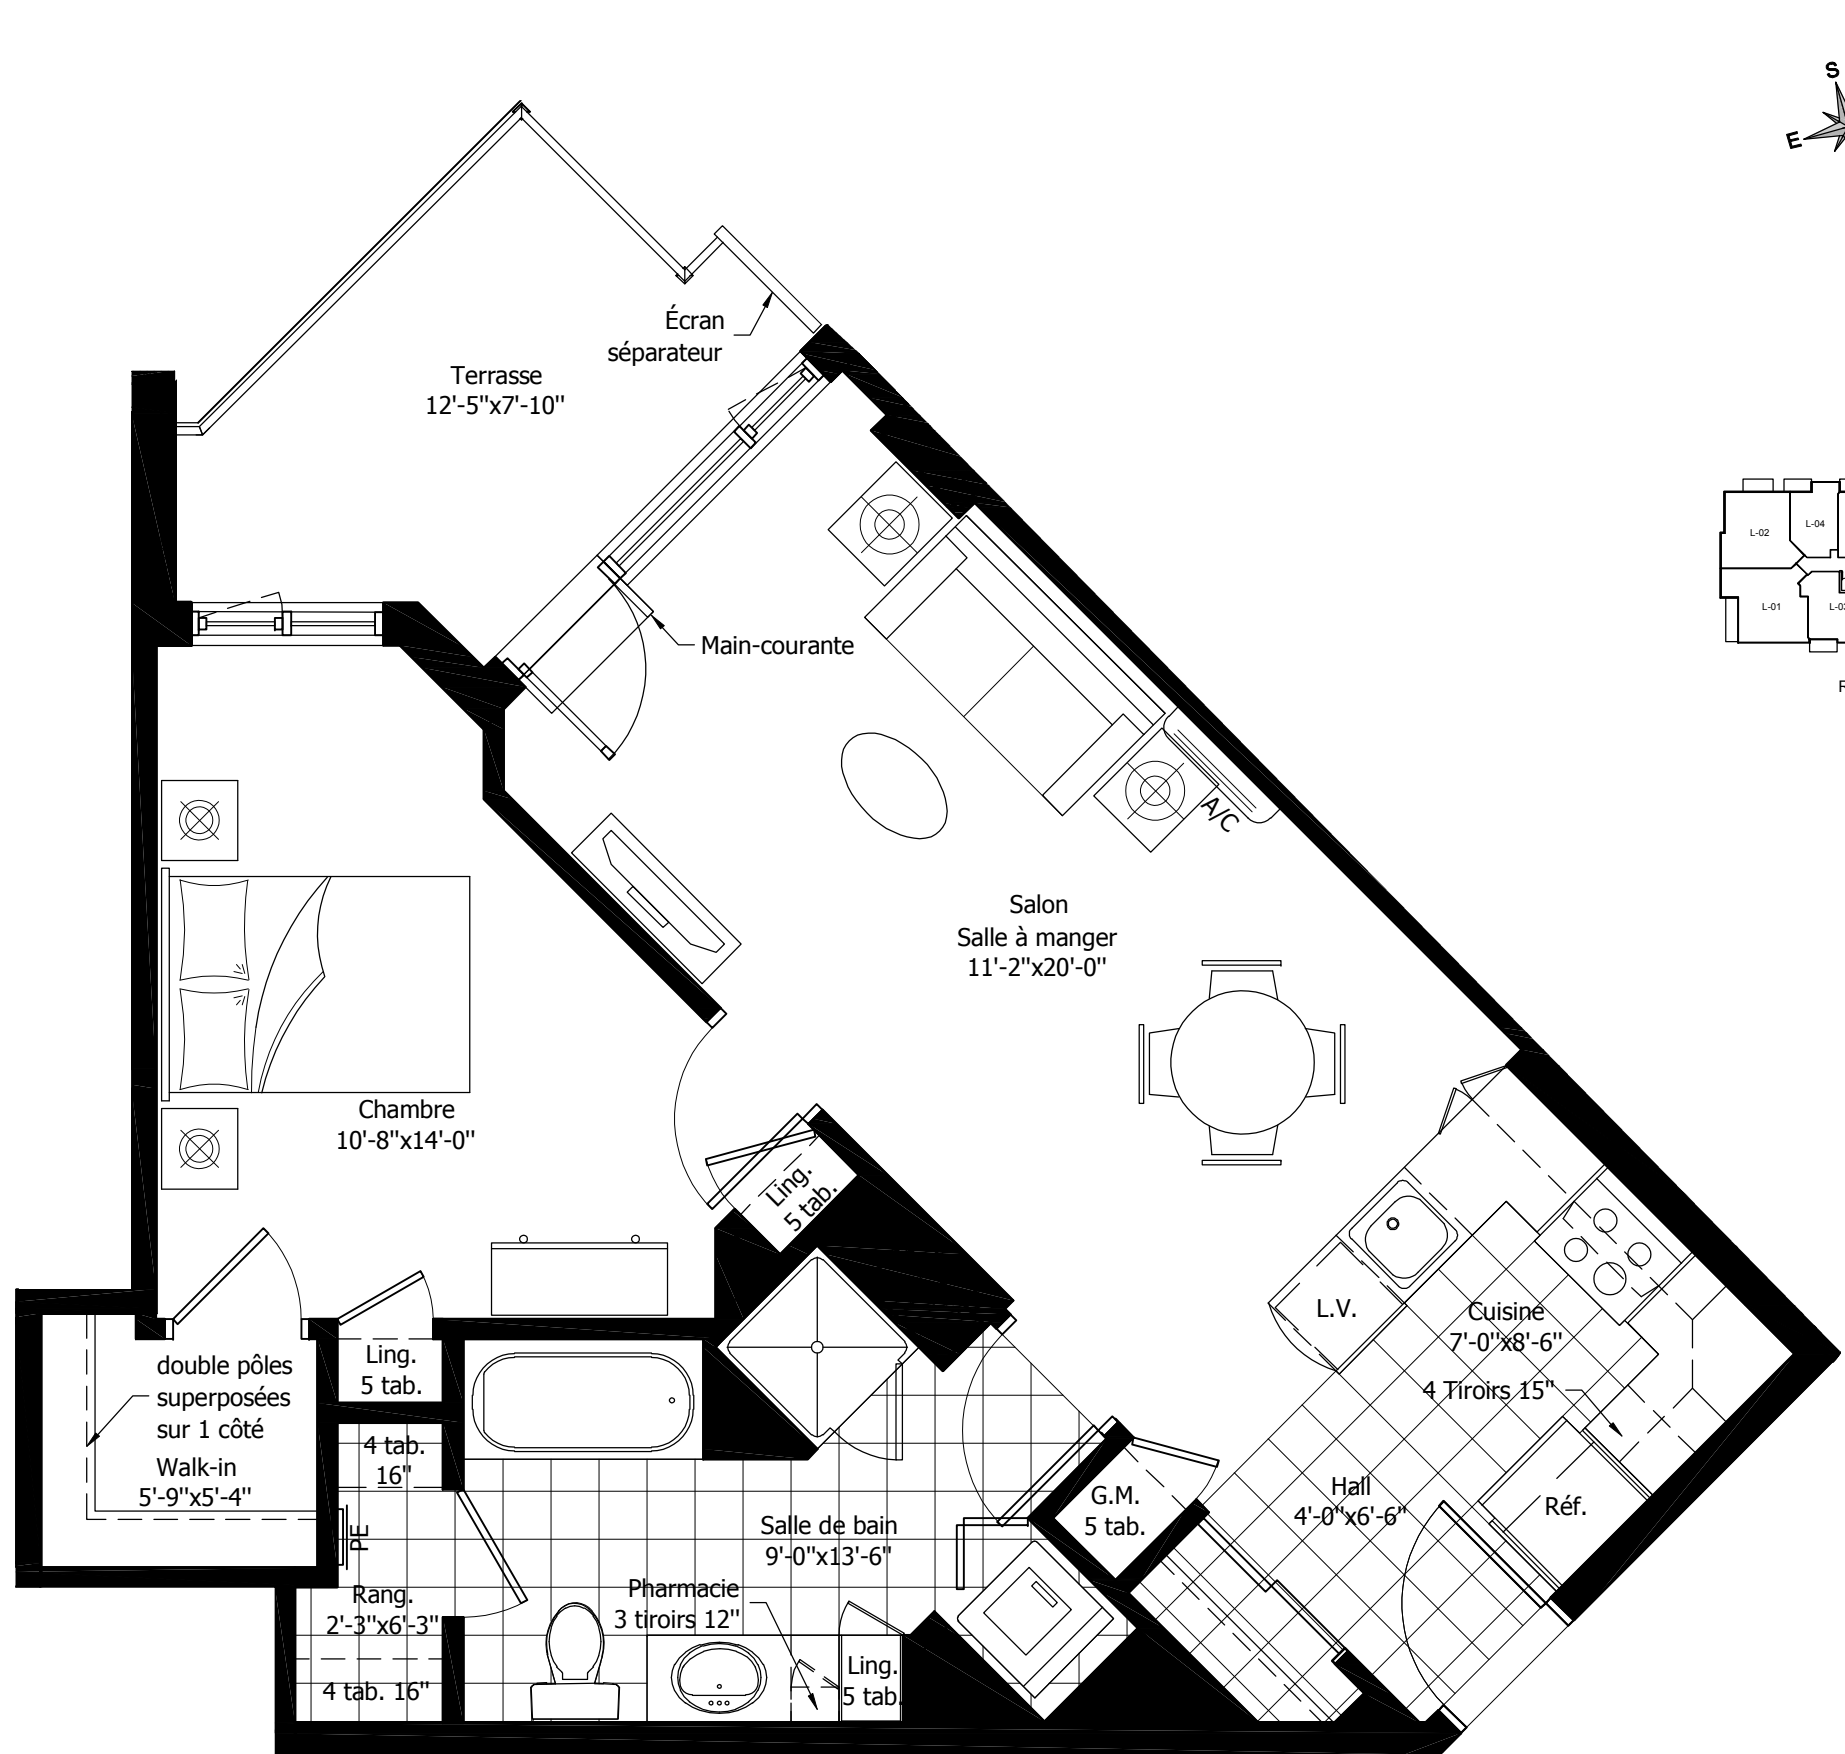 S
E
Écran
séparateur
Terrasse
12'-5"x7'-10"
L-02
L-04
L-01
L-03
R
Main-courante
A/C
Salon
Salle à manger
11'-2"x20'-0"
Chambre
10'-8"x14'-0"
Ling.
5 tab.
L.V.
Cuisine
7'-0"x8'-6"
4 Tiroirs 15"
double pôles
superposées
sur 1 côté
Walk-in
5'-9"x5'-4"
Ling.
5 tab.
4 tab.
16"
PE
Rang.
2'-3"x6'-3"
4 tab. 16"
Salle de bain
9'-0"x13'-6"
Pharmacie
3 tiroirs 12"
Ling.
5 tab.
G.M.
5 tab.
Hall
4'-0"x6'-6"
Réf.